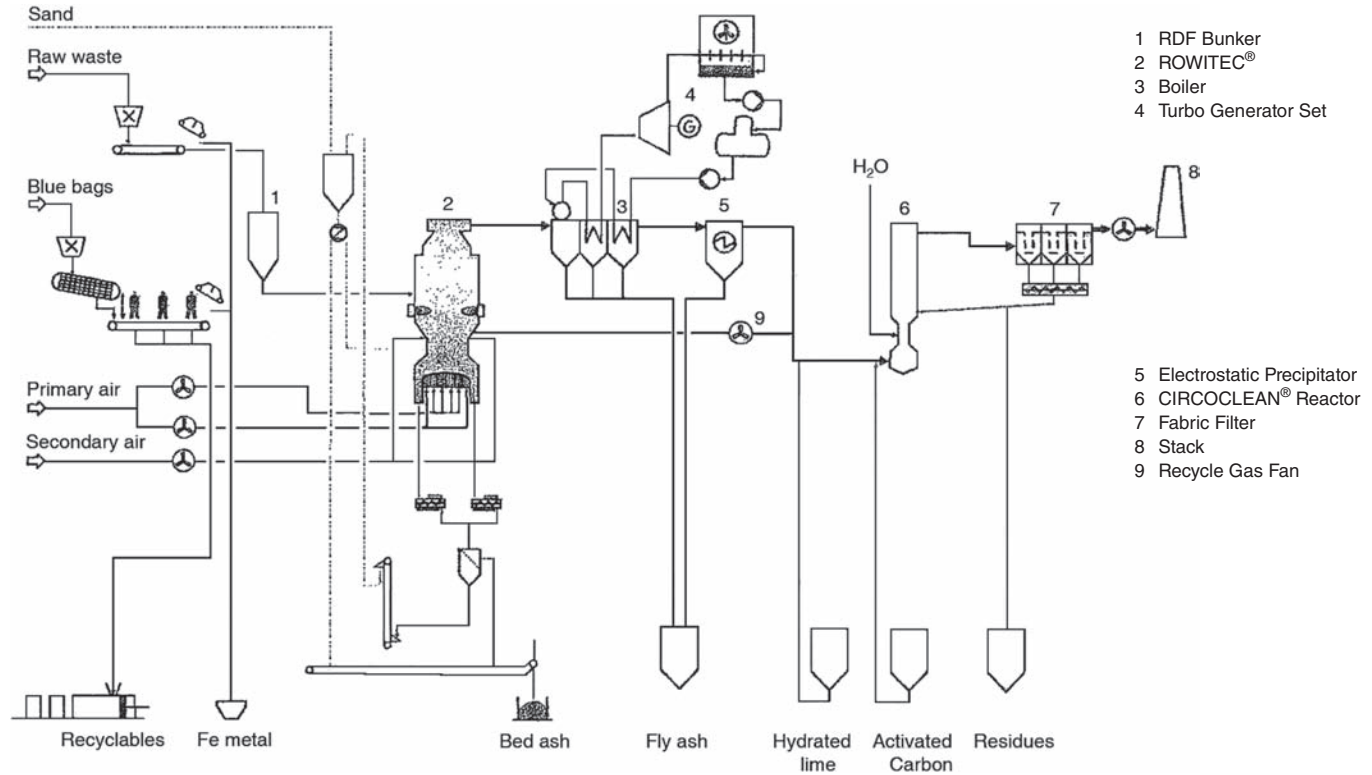 Sand
Raw waste
Blue bags
Primary air
Secondary air
1
2
3
4
G
5
9
H₂O
6
7
8
1 RDF Bunker
2 ROWITEC®
3 Boiler
4 Turbo Generator Set
5 Electrostatic Precipitator
6 CIRCOCLEAN® Reactor
7 Fabric Filter
8 Stack
9 Recycle Gas Fan
Recyclables
Fe metal
Bed ash
Fly ash
Hydrated
lime
Activated
Carbon
Residues